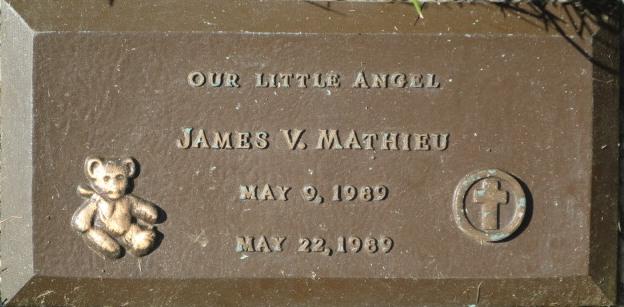 OUR LITTLE ANGEL
JAMES V. MATHIEU
MAY 9, 1989
MAY 22, 1989